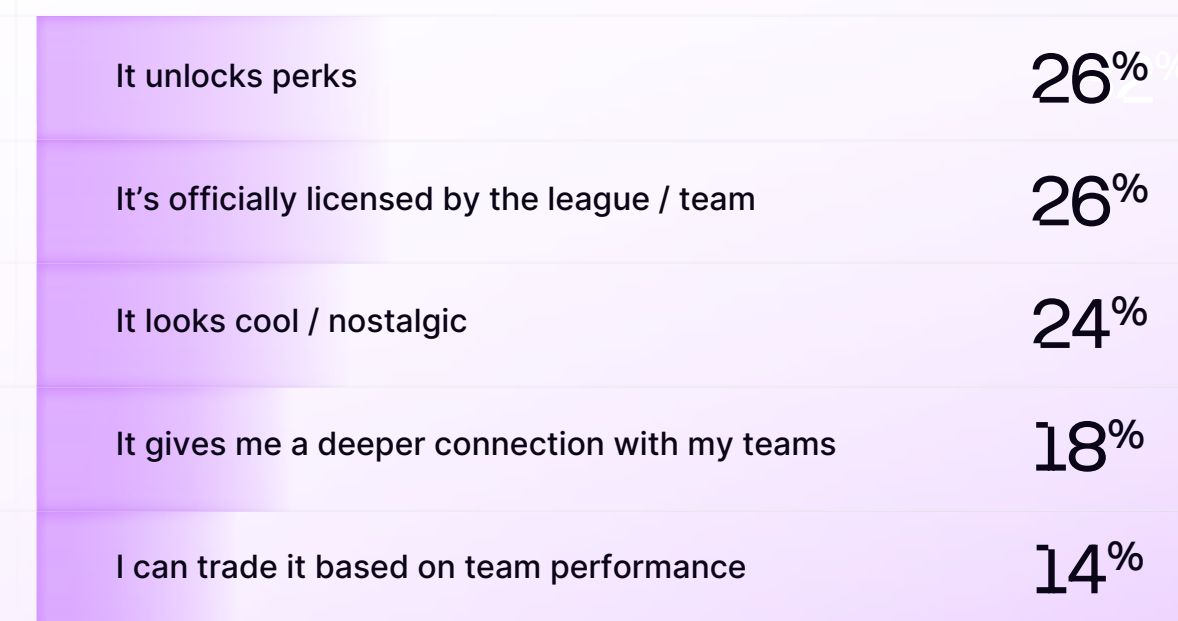 It unlocks perks 26%
It’s officially licensed by the league / team 26%
It looks cool / nostalgic 24%
It gives me a deeper connection with my teams 18%
I can trade it based on team performance 14%